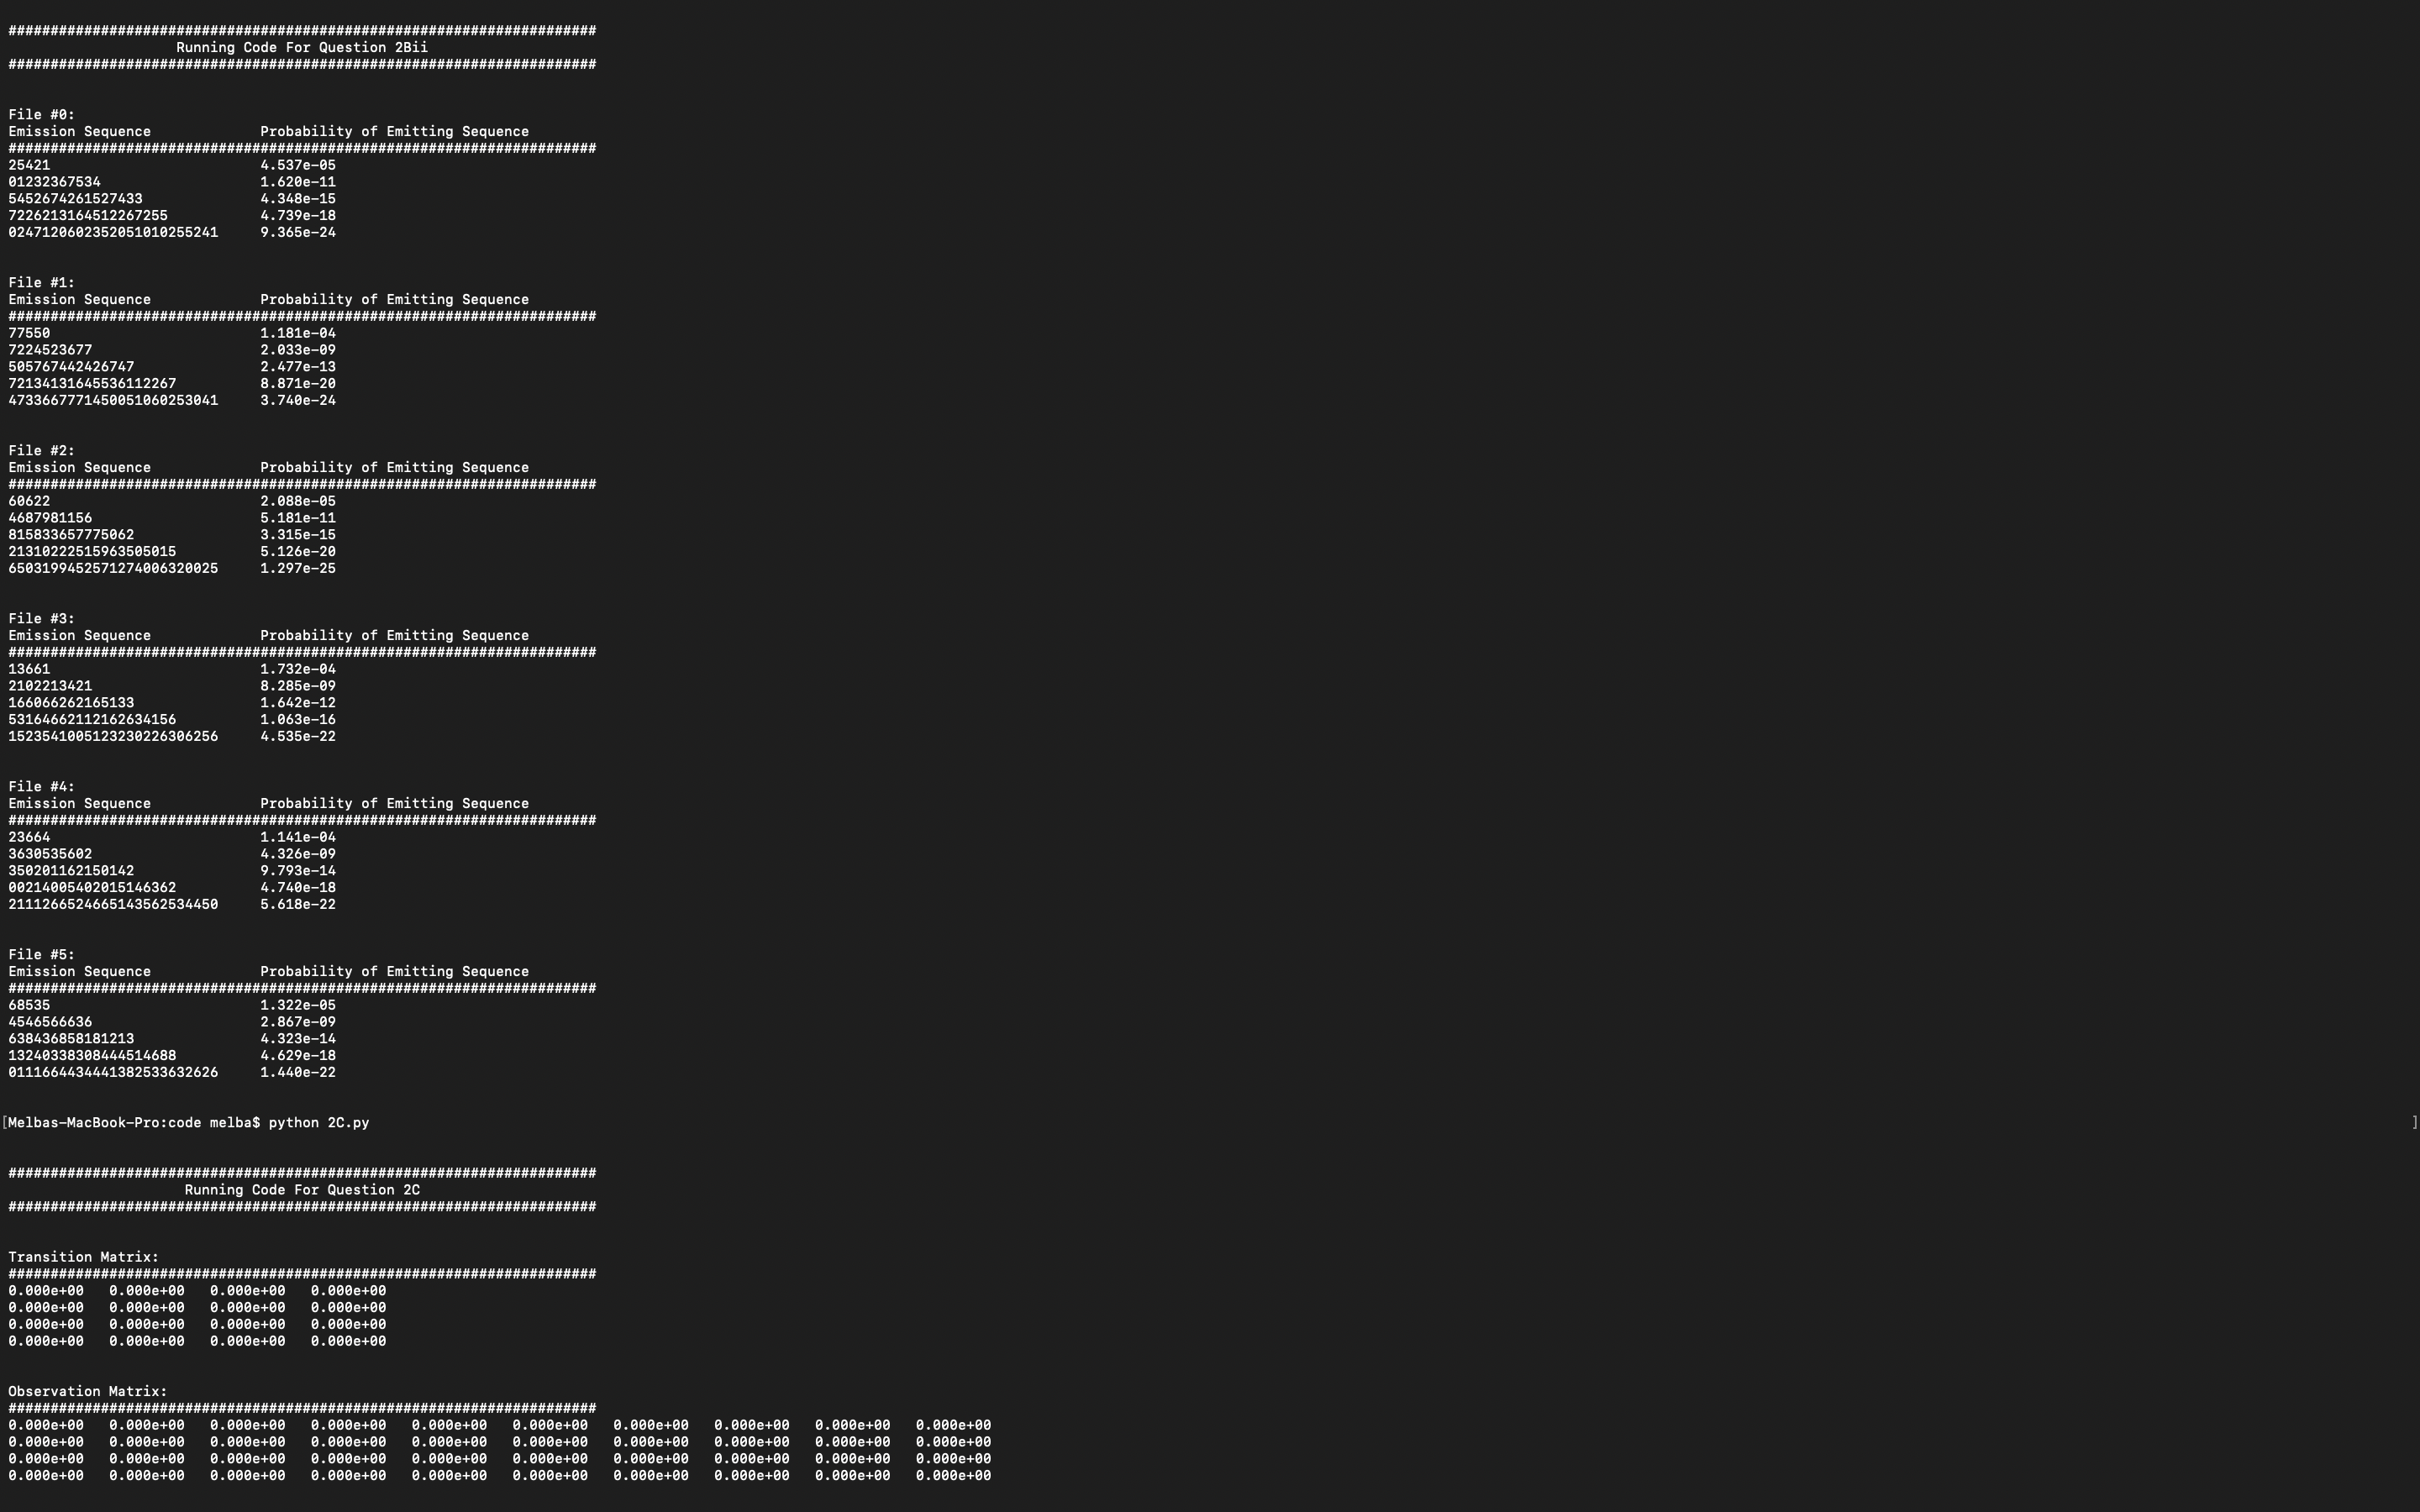 ######################################################################
                    Running Code For Question 2Bii
######################################################################
File #0:
Emission Sequence             Probability of Emitting Sequence
######################################################################
25421                         4.537e-05
01232367534                   1.620e-11
5452674261527433              4.348e-15
7226213164512267255           4.739e-18
0247120602352051010255241     9.365e-24
File #1:
Emission Sequence             Probability of Emitting Sequence
######################################################################
77550                         1.181e-04
7224523677                    2.033e-09
505767442426747               2.477e-13
72134131645536112267          8.871e-20
4733667771450051060253041     3.740e-24
File #2:
Emission Sequence             Probability of Emitting Sequence
######################################################################
60622                         2.088e-05
4687981156                    5.181e-11
815833657775062               3.315e-15
21310222515963505015          5.126e-20
6503199452571274006320025     1.297e-25
File #3:
Emission Sequence             Probability of Emitting Sequence
######################################################################
13661                         1.732e-04
2102213421                    8.285e-09
166066262165133               1.642e-12
53164662112162634156          1.063e-16
1523541005123230226306256     4.535e-22
File #4:
Emission Sequence             Probability of Emitting Sequence
######################################################################
23664                         1.141e-04
3630535602                    4.326e-09
350201162150142               9.793e-14
00214005402015146362          4.740e-18
2111266524665143562534450     5.618e-22
File #5:
Emission Sequence             Probability of Emitting Sequence
######################################################################
68535                         1.322e-05
4546566636                    2.867e-09
638436858181213               4.323e-14
13240338308444514688          4.629e-18
0111664434441382533632626     1.440e-22
[Melbas-MacBook-Pro:code melba$ python 2C.py ]
######################################################################
                     Running Code For Question 2C
######################################################################
Transition Matrix:
######################################################################
0.000e+00   0.000e+00   0.000e+00   0.000e+00
0.000e+00   0.000e+00   0.000e+00   0.000e+00
0.000e+00   0.000e+00   0.000e+00   0.000e+00
0.000e+00   0.000e+00   0.000e+00   0.000e+00
Observation Matrix:
######################################################################
0.000e+00   0.000e+00   0.000e+00   0.000e+00   0.000e+00   0.000e+00   0.000e+00   0.000e+00   0.000e+00   0.000e+00
0.000e+00   0.000e+00   0.000e+00   0.000e+00   0.000e+00   0.000e+00   0.000e+00   0.000e+00   0.000e+00   0.000e+00
0.000e+00   0.000e+00   0.000e+00   0.000e+00   0.000e+00   0.000e+00   0.000e+00   0.000e+00   0.000e+00   0.000e+00
0.000e+00   0.000e+00   0.000e+00   0.000e+00   0.000e+00   0.000e+00   0.000e+00   0.000e+00   0.000e+00   0.000e+00